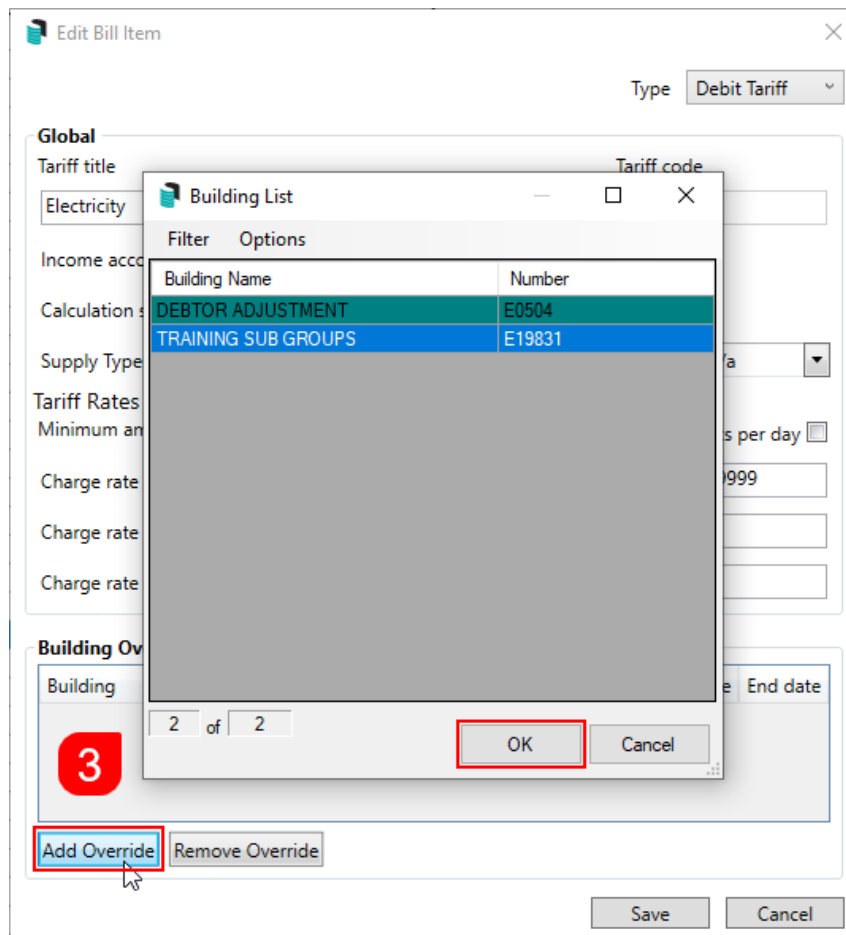 Edit Bill Item
Type Debit Tariff
Global
Tariff title Tariff code
Electricity
Building List
Filter Options
Income acco
Building Name Number
Calculation s
DEBTOR ADJUSTMENT E0504
TRAINING SUB GROUPS E19831
Supply Type /a
Tariff Rates
Minimum am s per day
Charge rate 9999
Charge rate
Charge rate
Building Ov
Building e End date
2 of 2
OK Cancel
3
Add Override Remove Override
Save Cancel